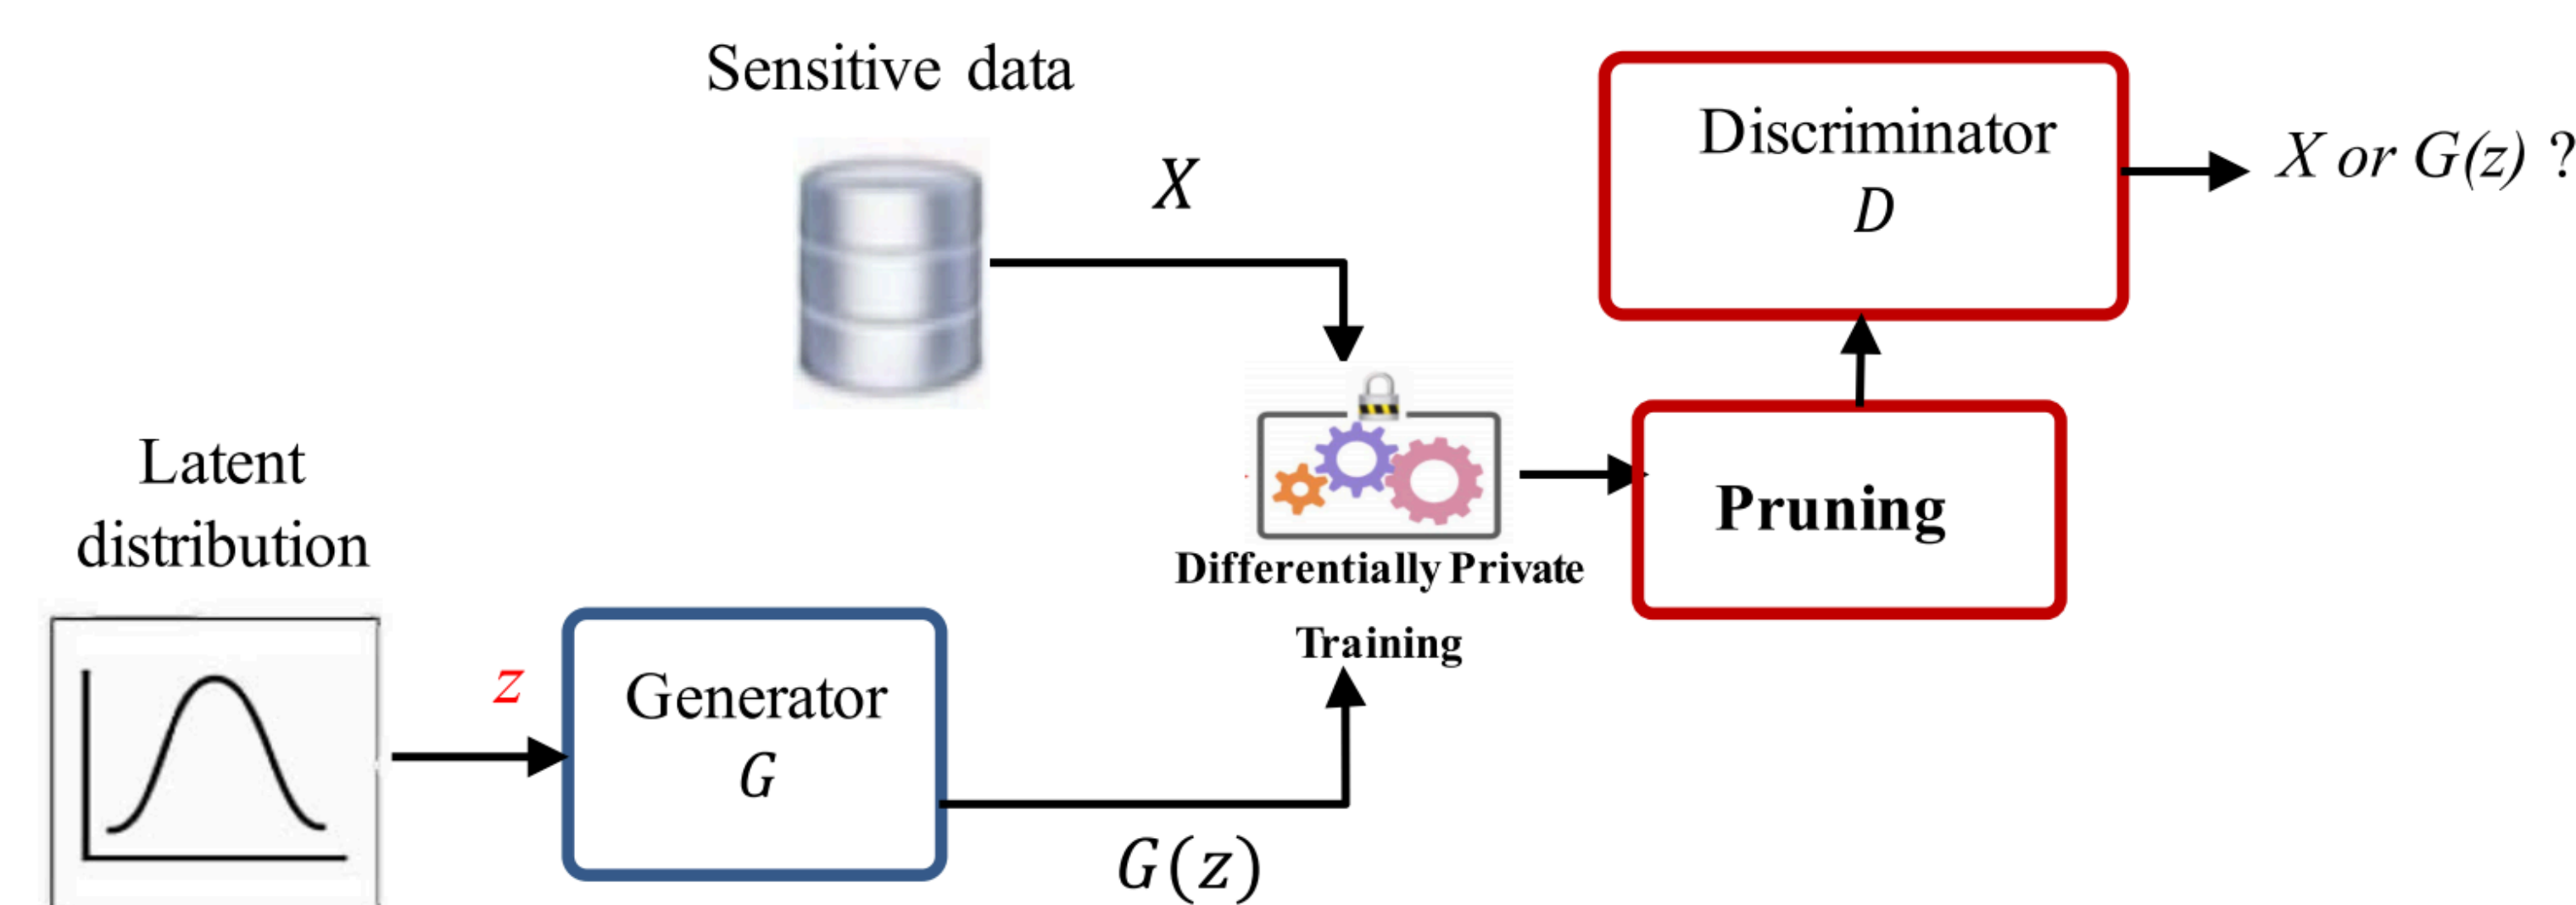 Sensitive data
X
Discriminator
D
X or G(z) ?
Latent
distribution
z
Generator
G
G(z)
Differentially Private
Training
Pruning